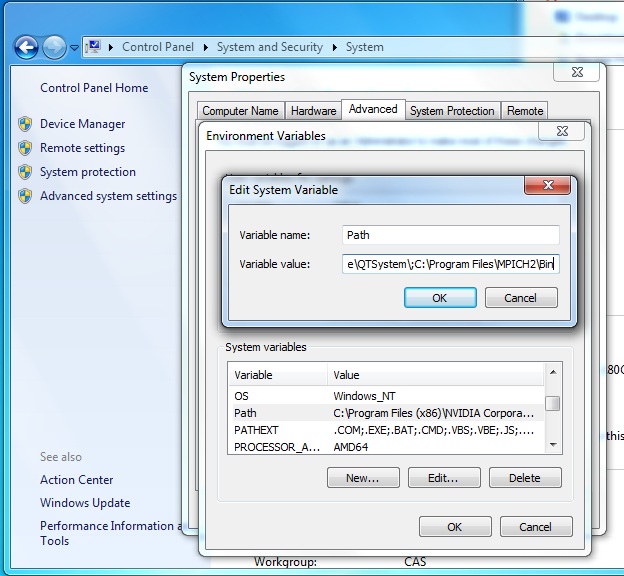 Control Panel ▸ System and Security ▸ System
Control Panel Home
Device Manager
Remote settings
System protection
Advanced system settings
System Properties
Computer Name Hardware Advanced System Protection Remote
Environment Variables
Edit System Variable
Variable name: Path
Variable value: e\QTSystem\;C:\Program Files\MPICH2\Bin
OK Cancel
System variables
Variable Value
OS Windows_NT
Path C:\Program Files (x86)\NVIDIA Corpora...
PATHEXT .COM;.EXE;.BAT;.CMD;.VBS;.VBE;.JS;....
PROCESSOR_A... AMD64
New... Edit... Delete
OK Cancel
See also
Action Center
Windows Update
Performance Information a
Tools
Workgroup: CAS
80
this